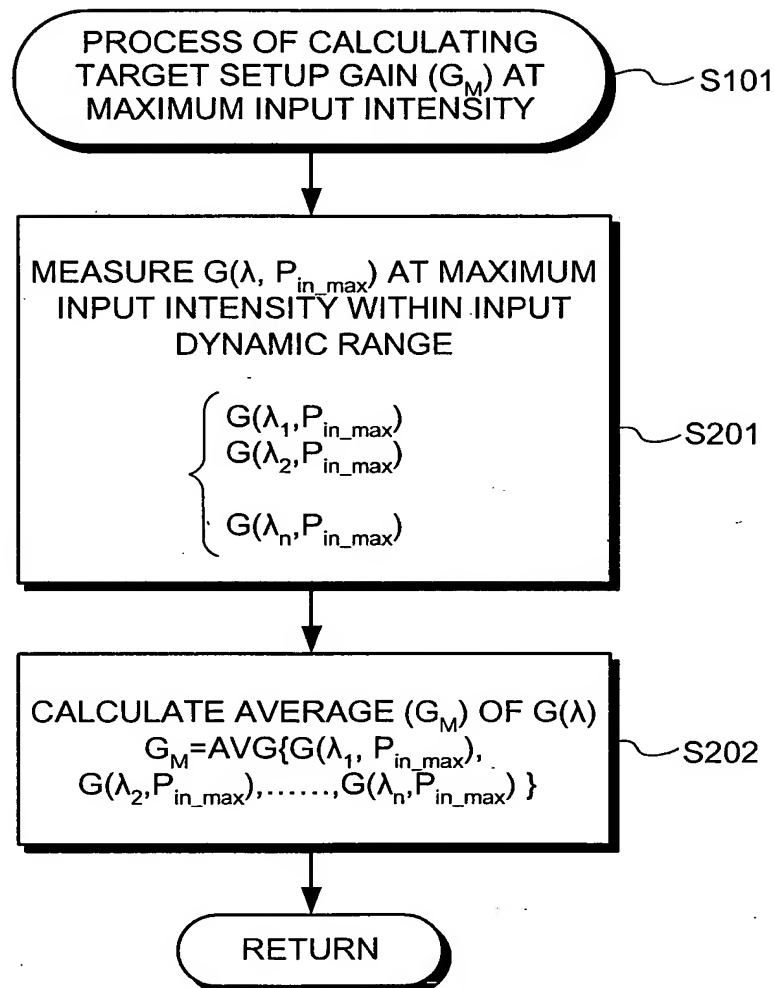 PROCESS OF CALCULATING
TARGET SETUP GAIN (G_M) AT
MAXIMUM INPUT INTENSITY
S101
MEASURE G(λ, P_in_max) AT MAXIMUM
INPUT INTENSITY WITHIN INPUT
DYNAMIC RANGE
G(λ₁,P_in_max)
G(λ₂,P_in_max)
G(λₙ,P_in_max)
S201
CALCULATE AVERAGE (G_M) OF G(λ)
G_M=AVG{G(λ₁, P_in_max),
G(λ₂,P_in_max),......,G(λₙ,P_in_max) }
S202
RETURN